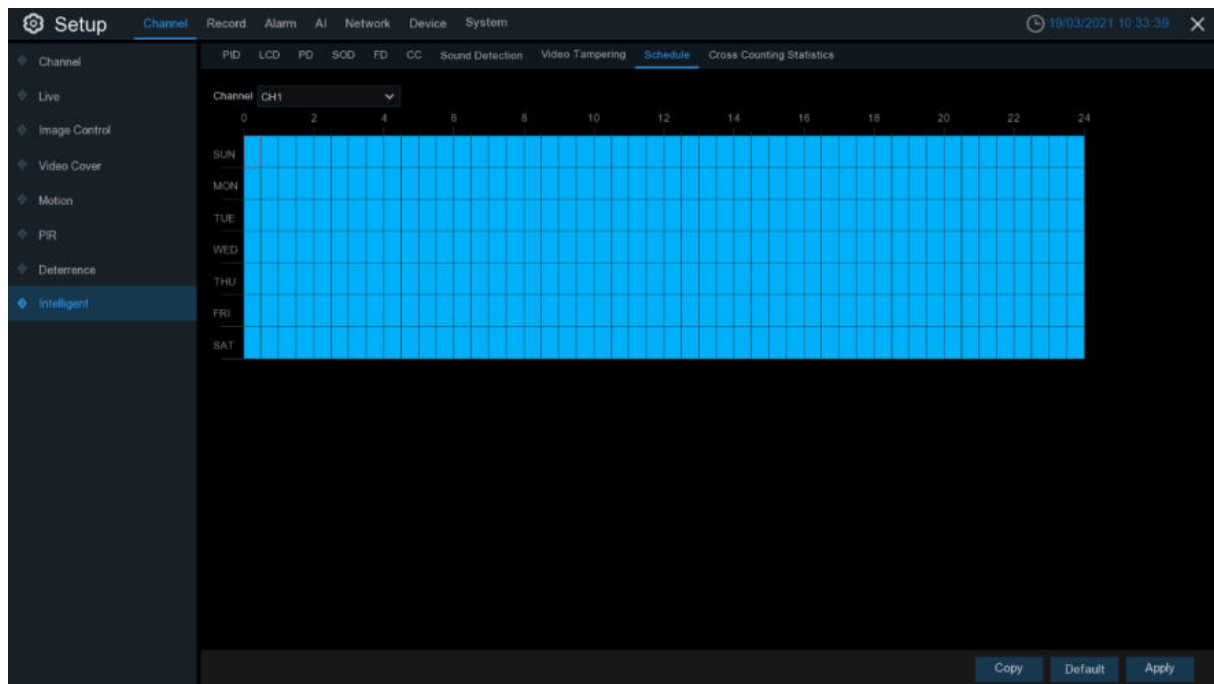 Setup Channel Record Alarm AI Network Device System 19/03/2021 10:33:39
Channel
Live
Image Control
Video Cover
Motion
PIR
Deterrence
Intelligent
PID LCD PD SOD FD CC Sound Detection Video Tampering Schedule Cross Counting Statistics
Channel CH1
0 2 4 6 8 10 12 14 16 18 20 22 24
SUN
MON
TUE
WED
THU
FRI
SAT
Copy Default Apply